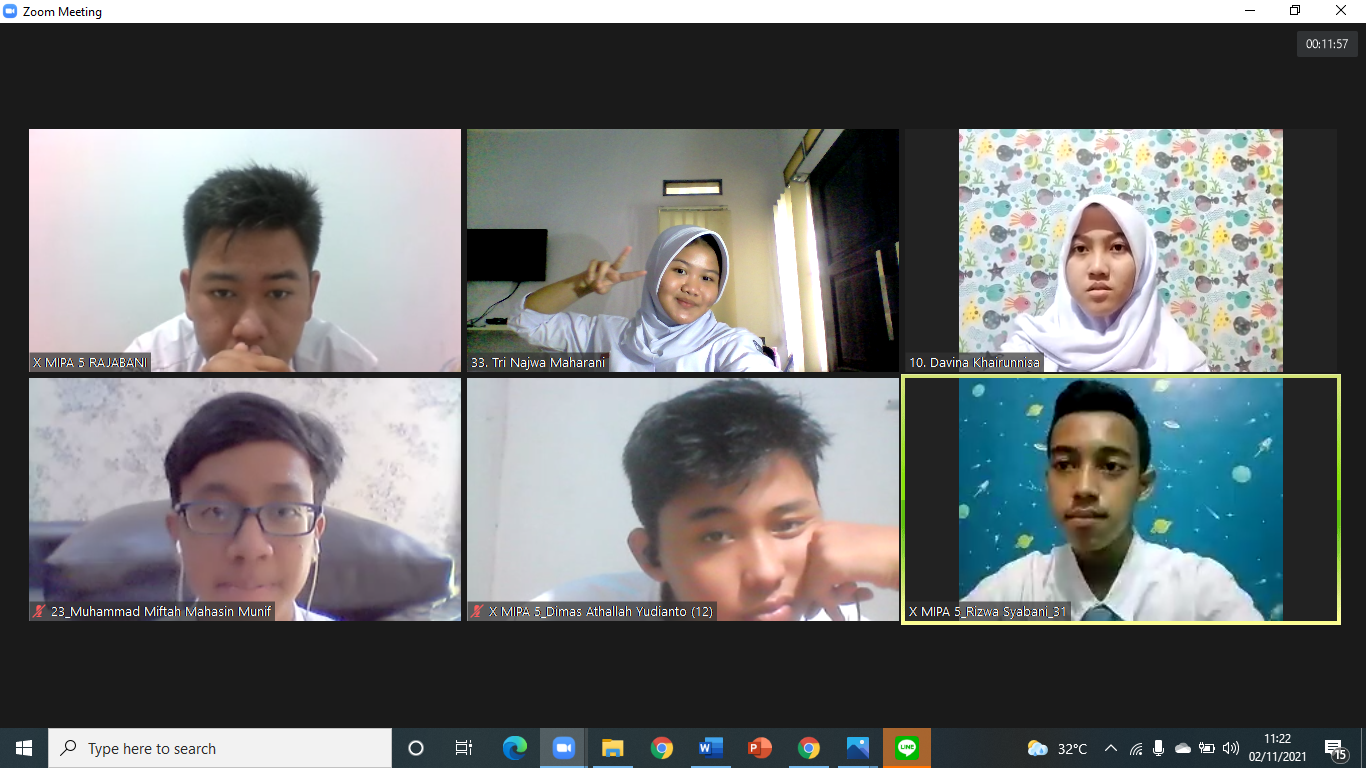 Zoom Meeting
00:11:57
X MIPA 5 RAJABANI
33. Tri Najwa Maharani
10. Davina Khairunnisa
23_Muhammad Miftah Mahasin Munif
X MIPA 5_Dimas Athallah Yudianto (12)
X MIPA 5_Rizwa Syabani_31
Type here to search
W
P
LINE
32°C
11:22
02/11/2021
15